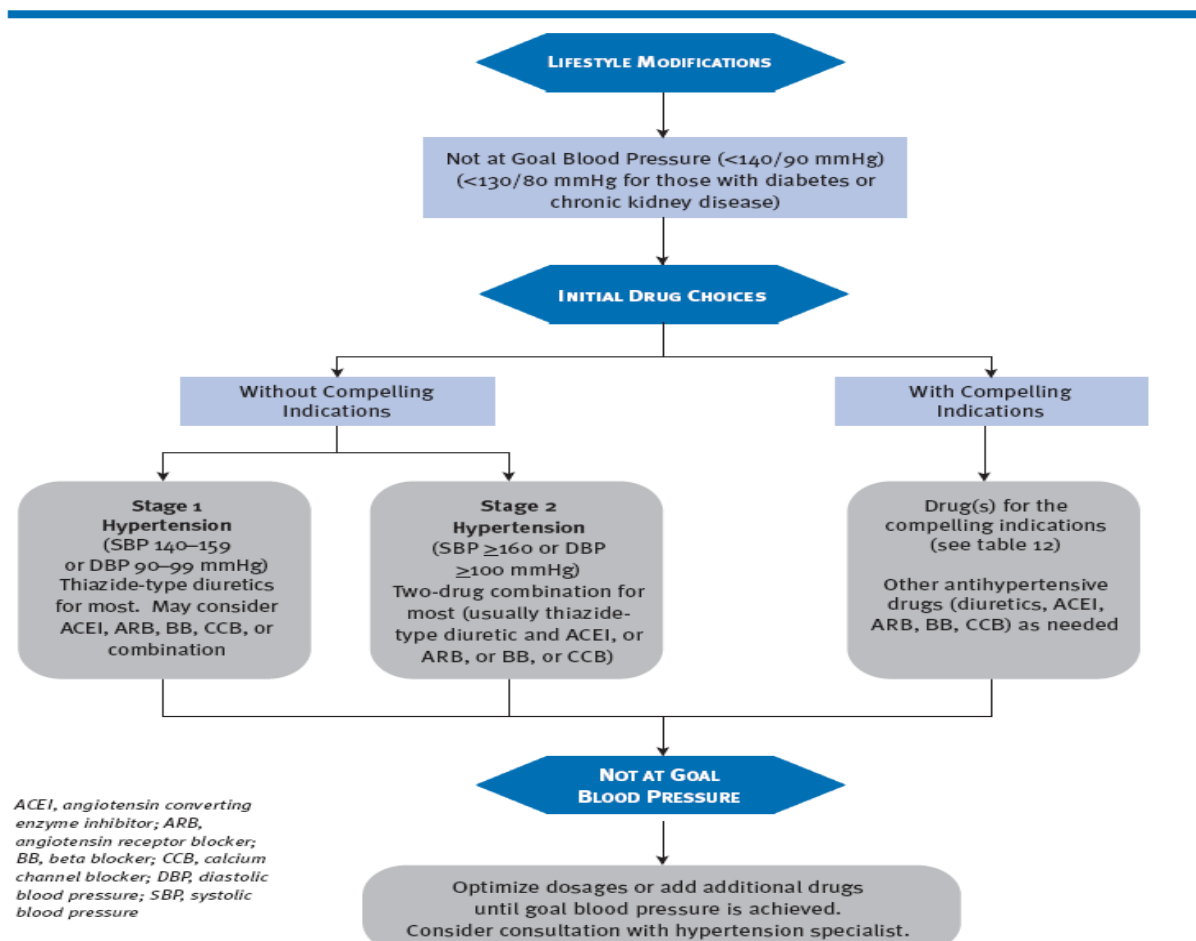 LIFESTYLE MODIFICATIONS
Not at Goal Blood Pressure (<140/90 mmHg)
(<130/80 mmHg for those with diabetes or
chronic kidney disease)
INITIAL DRUG CHOICES
Without Compelling
Indications
With Compelling
Indications
Stage 1
Hypertension
(SBP 140–159
or DBP 90–99 mmHg)
Thiazide-type diuretics
for most. May consider
ACEI, ARB, BB, CCB, or
combination
Stage 2
Hypertension
(SBP ≥160 or DBP
≥100 mmHg)
Two-drug combination for
most (usually thiazide-
type diuretic and ACEI, or
ARB, or BB, or CCB)
Drug(s) for the
compelling indications
(see table 12)
Other antihypertensive
drugs (diuretics, ACEI,
ARB, BB, CCB) as needed
NOT AT GOAL
BLOOD PRESSURE
ACEI, angiotensin converting
enzyme inhibitor; ARB,
angiotensin receptor blocker;
BB, beta blocker; CCB, calcium
channel blocker; DBP, diastolic
blood pressure; SBP, systolic
blood pressure
Optimize dosages or add additional drugs
until goal blood pressure is achieved.
Consider consultation with hypertension specialist.